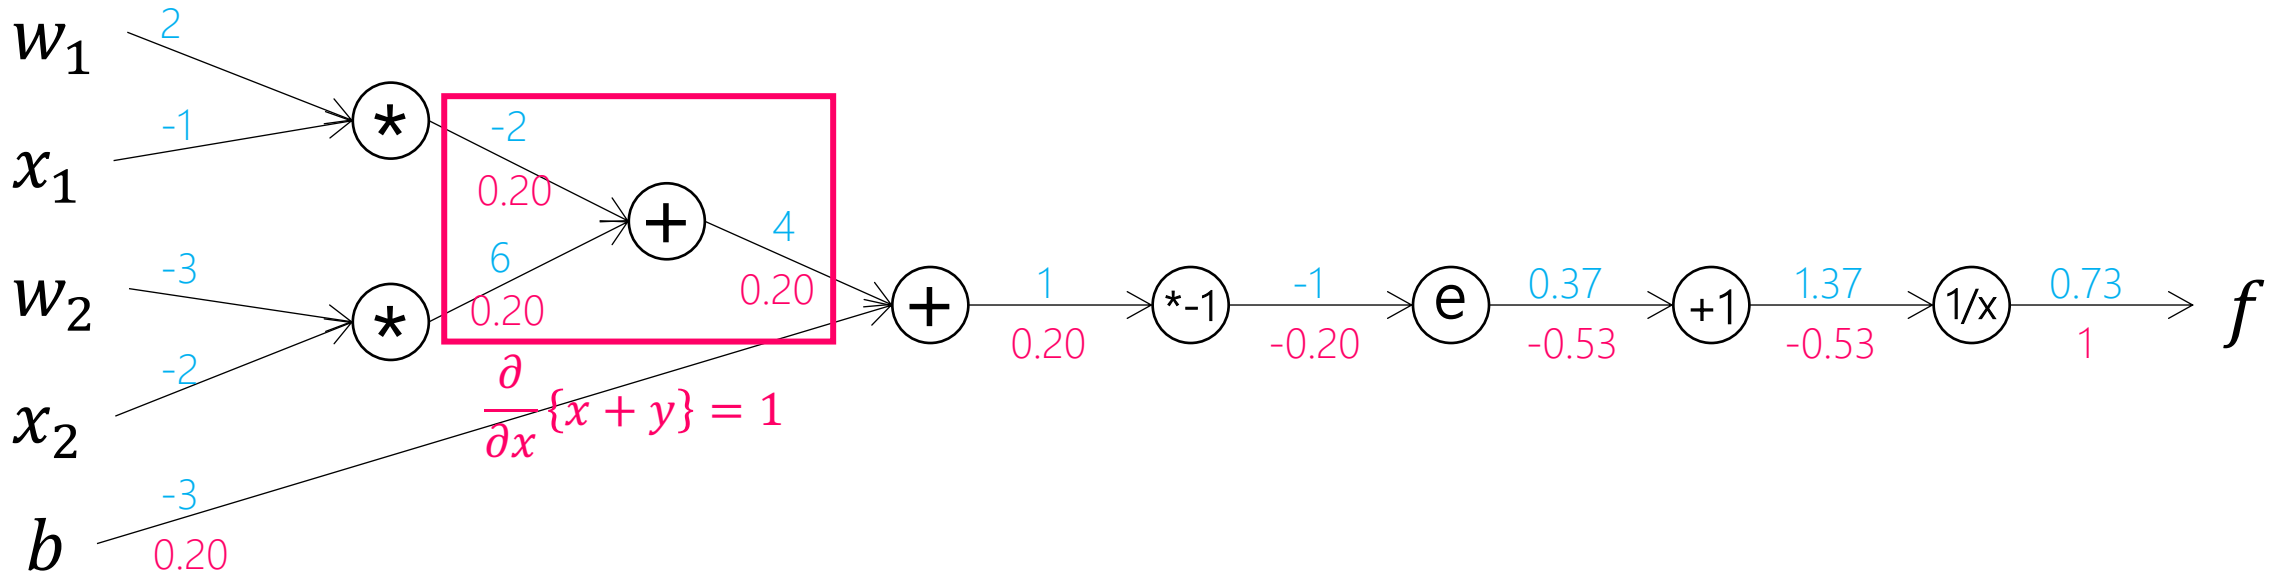 w₁ 2
* -2
x₁ -1
0.20
+ 4
w₂ -3
6
0.20
0.20
*
x₂ -2
+ 1 *-1 -1 e 0.37 +1 1.37 1/x 0.73 f
0.20 -0.20 -0.53 -0.53 1
∂/∂x {x + y} = 1
b -3
0.20